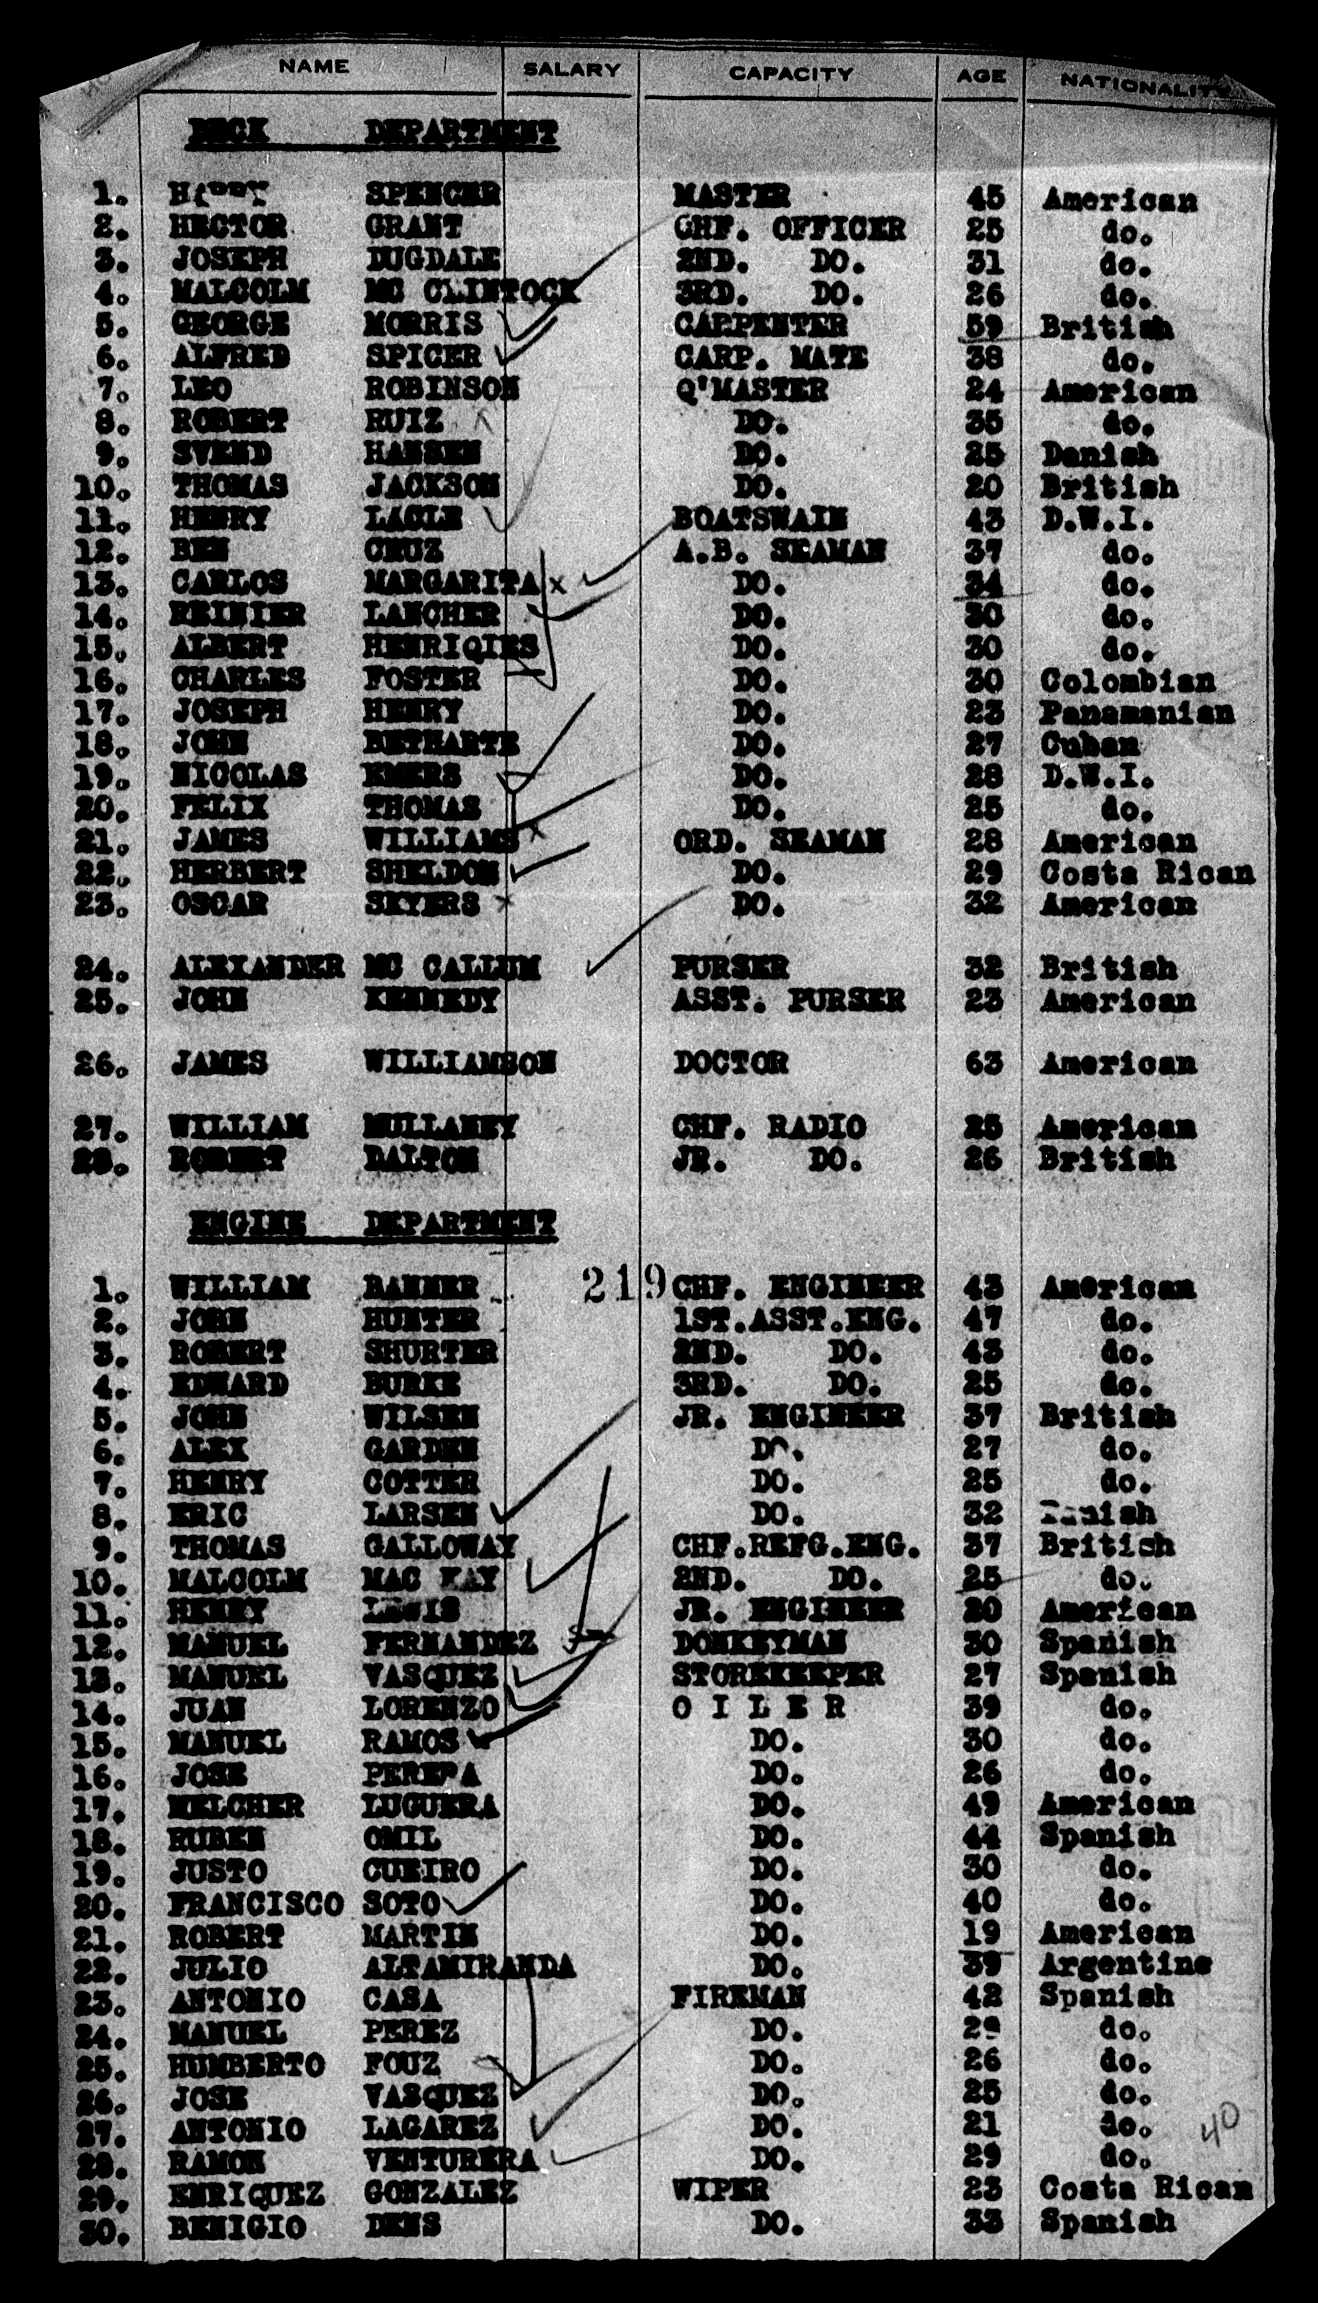 NAME SALARY CAPACITY AGE NATIONALITY
DECK DEPARTMENT
1. HARRY SPENCER MASTER 45 American
2. HECTOR GRANT CHF. OFFICER 25 do.
3. JOSEPH DUGDALE 2ND. DO. 31 do.
4. MALCOLM MC CLINTOCK 3RD. DO. 26 do.
5. GEORGE MORRIS CARPENTER 59 British
6. ALFRED SPICER CARP. MATE 38 do.
7. LEO ROBINSON Q'MASTER 24 American
8. ROBERT RUIZ DO. 35 do.
9. SVEND HANSEN DO. 25 Danish
10. THOMAS JACKSON DO. 20 British
11. HENRY LAGLE BOATSWAIN 43 D.W.I.
12. BEN CRUZ A.B. SEAMAN 37 do.
13. CARLOS MARGARITA x DO. 34 do.
14. REINIER LANCHER DO. 30 do.
15. ALBERT HENRIQIES DO. 30 do.
16. CHARLES FOSTER DO. 30 Colombian
17. JOSEPH HENRY DO. 23 Panamanian
18. JOHN BETHARTE DO. 27 Cuban
19. NICOLAS EMERS DO. 28 D.W.I.
20. FELIX THOMAS DO. 25 do.
21. JAMES WILLIAMS x ORD. SEAMAN 28 American
22. HERBERT SHELDON DO. 29 Costa Rican
23. OSCAR SEYERS x DO. 32 American
24. ALEXANDER MC CALLUM PURSER 32 British
25. JOHN KENNEDY ASST. PURSER 23 American
26. JAMES WILLIAMSON DOCTOR 63 American
27. WILLIAM MULLANEY CHF. RADIO 25 American
28. ROBERT DALTON JR. DO. 26 British
ENGINE DEPARTMENT
219
1. WILLIAM BANNER CHF. ENGINEER 43 American
2. JOHN HUNTER 1ST.ASST.ENG. 47 do.
3. ROBERT SHURTER 2ND. DO. 43 do.
4. EDWARD BURKE 3RD. DO. 25 do.
5. JOHN WILSEN JR. ENGINEER 37 British
6. ALEX GARDEN DO. 27 do.
7. HENRY COTTER DO. 25 do.
8. ERIC LARSEN DO. 32 Danish
9. THOMAS GALLOWAY CHF.REFG.ENG. 37 British
10. MALCOLM MAC KAY 2ND. DO. 25 do.
11. HENRY LEWIS JR. ENGINEER 20 American
12. MANUEL FERNANDEZ DONKEYMAN 30 Spanish
13. MANUEL VASQUEZ STOREKEEPER 27 Spanish
14. JUAN LORENZO O I L E R 39 do.
15. MANUEL RAMOS DO. 30 do.
16. JOSE PERERA DO. 26 do.
17. MELCHER LUGUERA DO. 49 American
18. RUBEN OMIL DO. 44 Spanish
19. JUSTO CUEIRO DO. 30 do.
20. FRANCISCO SOTO DO. 40 do.
21. ROBERT MARTIN DO. 19 American
22. JULIO ALTAMIRANDA DO. 39 Argentine
23. ANTONIO CASA FIREMAN 42 Spanish
24. MANUEL PEREZ DO. 29 do.
25. HUMBERTO FOUZ DO. 26 do.
26. JOSE VASQUEZ DO. 25 do.
27. ANTONIO LAGAREZ DO. 21 do.
40
28. RAMON VENTURERA DO. 29 do.
29. ENRIQUEZ GONZALEZ WIPER 23 Costa Rican
30. BENIGIO DENS DO. 33 Spanish